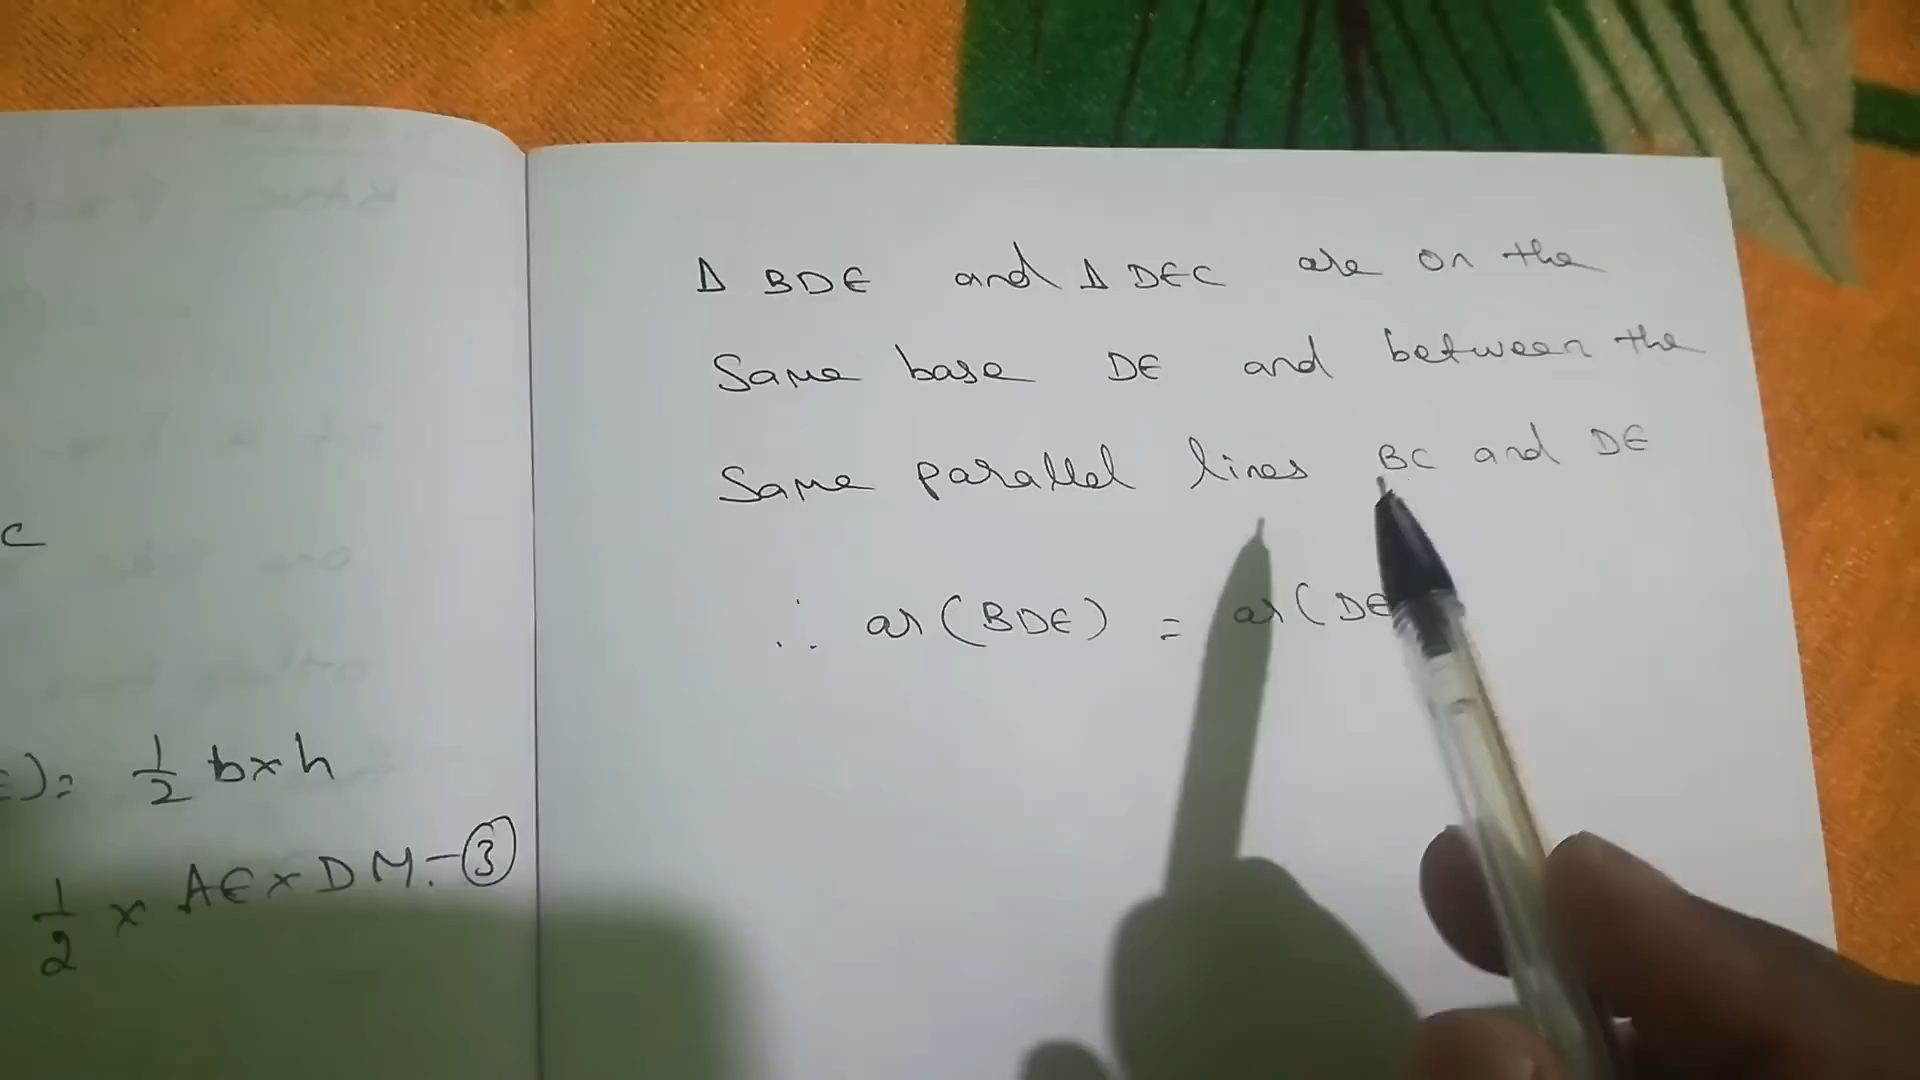 C
)= 1/2 b×h
1/2 × AE×DM.-③
Δ BDE and Δ DEC are on the
Same base DE and between the
Same parallel lines BC and DE
∴ ar(BDE) = ar(DE